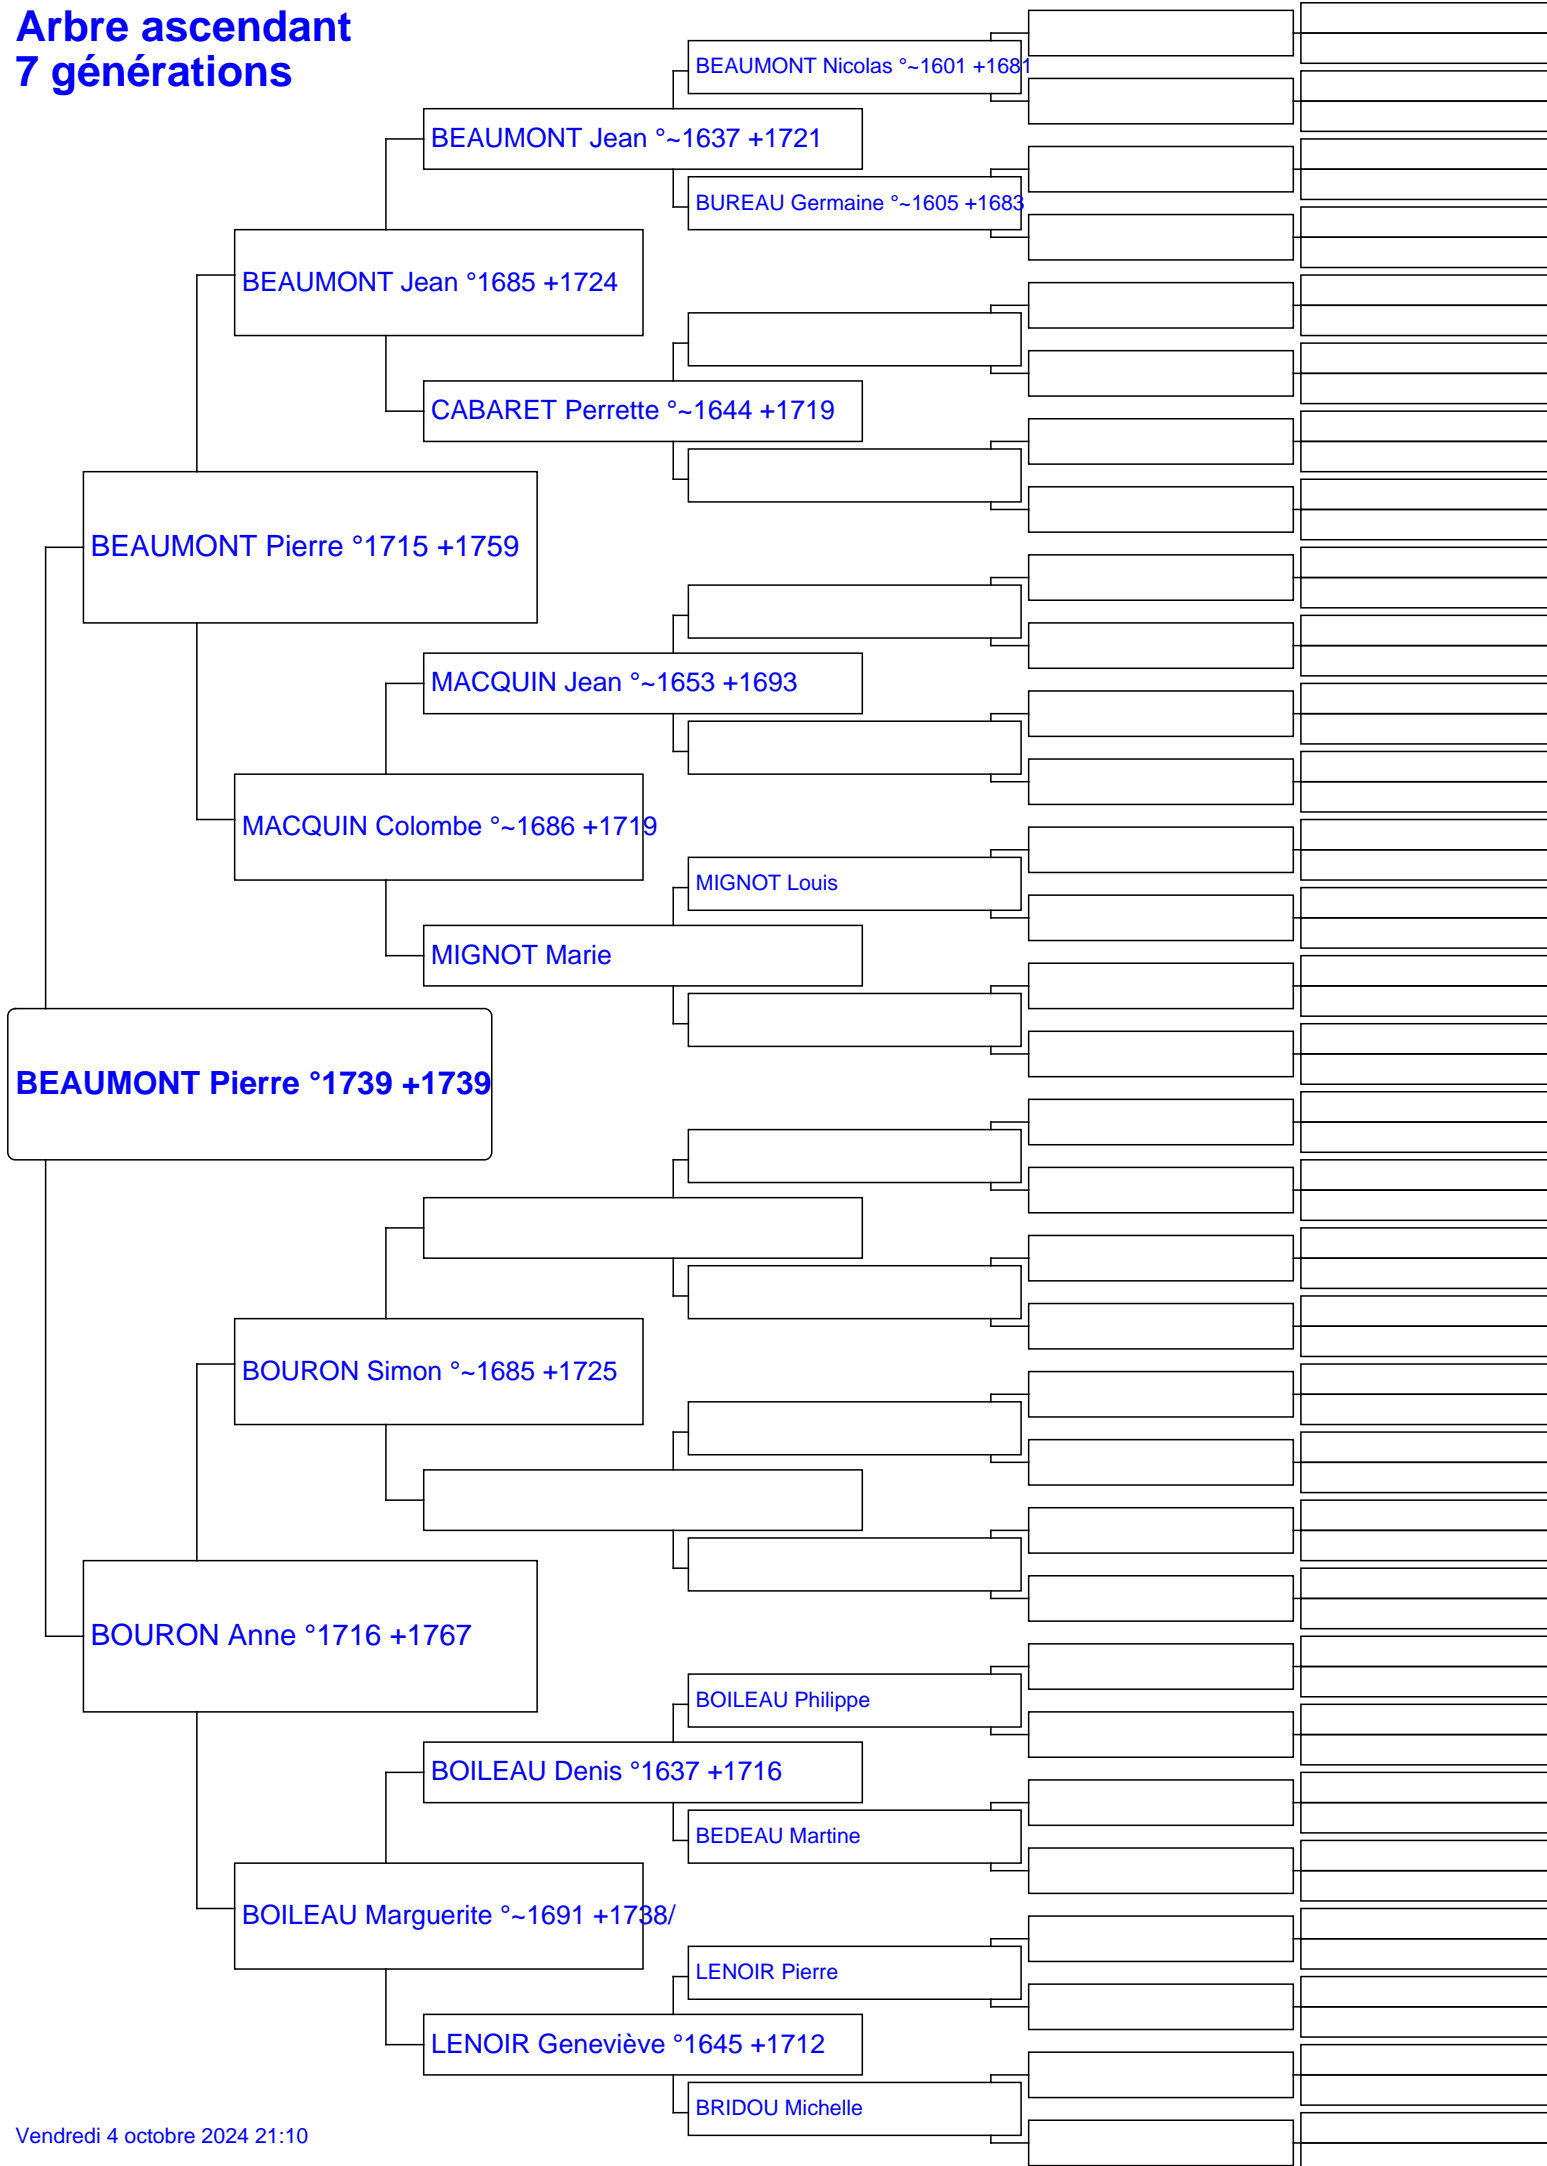 Arbre ascendant
7 générations
BEAUMONT Nicolas °~1601 +1681
BEAUMONT Jean °~1637 +1721
BUREAU Germaine °~1605 +1683
BEAUMONT Jean °1685 +1724
CABARET Perrette °~1644 +1719
BEAUMONT Pierre °1715 +1759
MACQUIN Jean °~1653 +1693
MACQUIN Colombe °~1686 +1719
MIGNOT Louis
MIGNOT Marie
BEAUMONT Pierre °1739 +1739
BOURON Simon °~1685 +1725
BOURON Anne °1716 +1767
BOILEAU Philippe
BOILEAU Denis °1637 +1716
BEDEAU Martine
BOILEAU Marguerite °~1691 +1738/
LENOIR Pierre
LENOIR Geneviève °1645 +1712
BRIDOU Michelle
Vendredi 4 octobre 2024 21:10